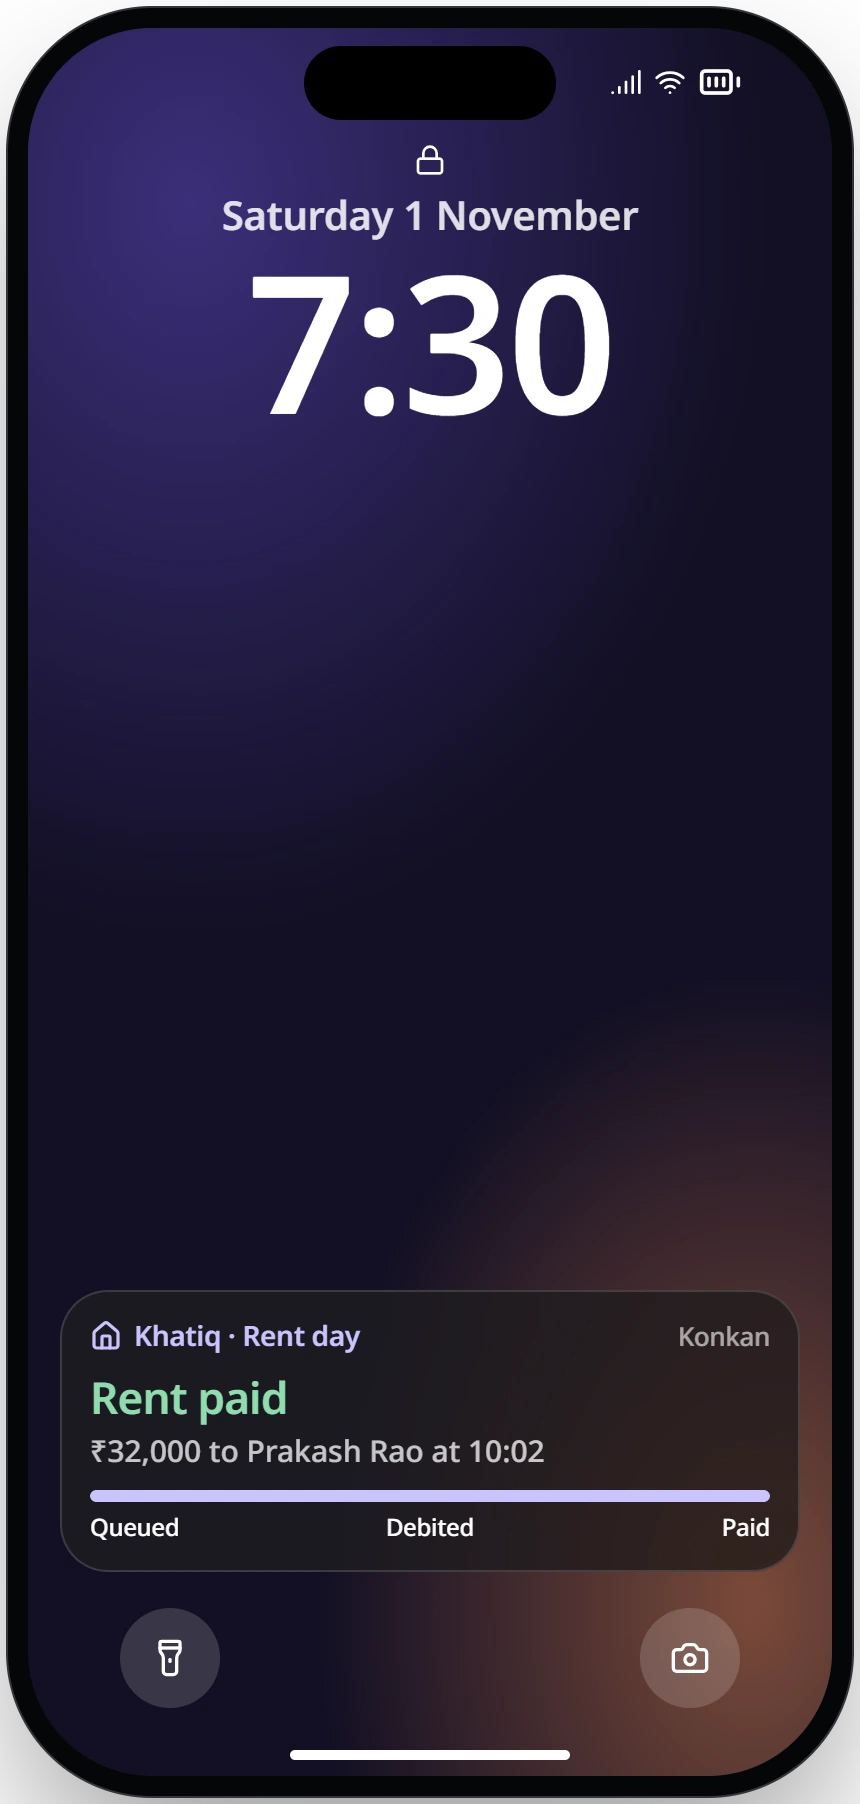 Saturday 1 November
7:30
Khatiq · Rent day
Konkan
Rent paid
₹32,000 to Prakash Rao at 10:02
Queued
Debited
Paid